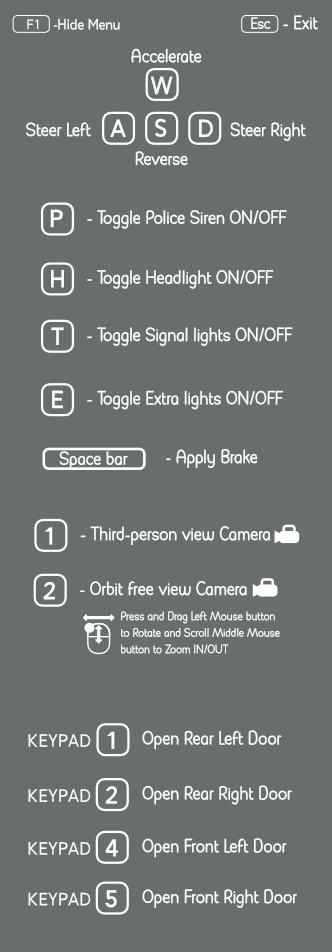 F1 -Hide Menu Esc - Exit
Accelerate
W
Steer Left A S D Steer Right
Reverse
P - Toggle Police Siren ON/OFF
H - Toggle Headlight ON/OFF
T - Toggle Signal lights ON/OFF
E - Toggle Extra lights ON/OFF
Space bar - Apply Brake
1 - Third-person view Camera
2 - Orbit free view Camera
Press and Drag Left Mouse button
to Rotate and Scroll Middle Mouse
button to Zoom IN/OUT
KEYPAD 1 Open Rear Left Door
KEYPAD 2 Open Rear Right Door
KEYPAD 4 Open Front Left Door
KEYPAD 5 Open Front Right Door